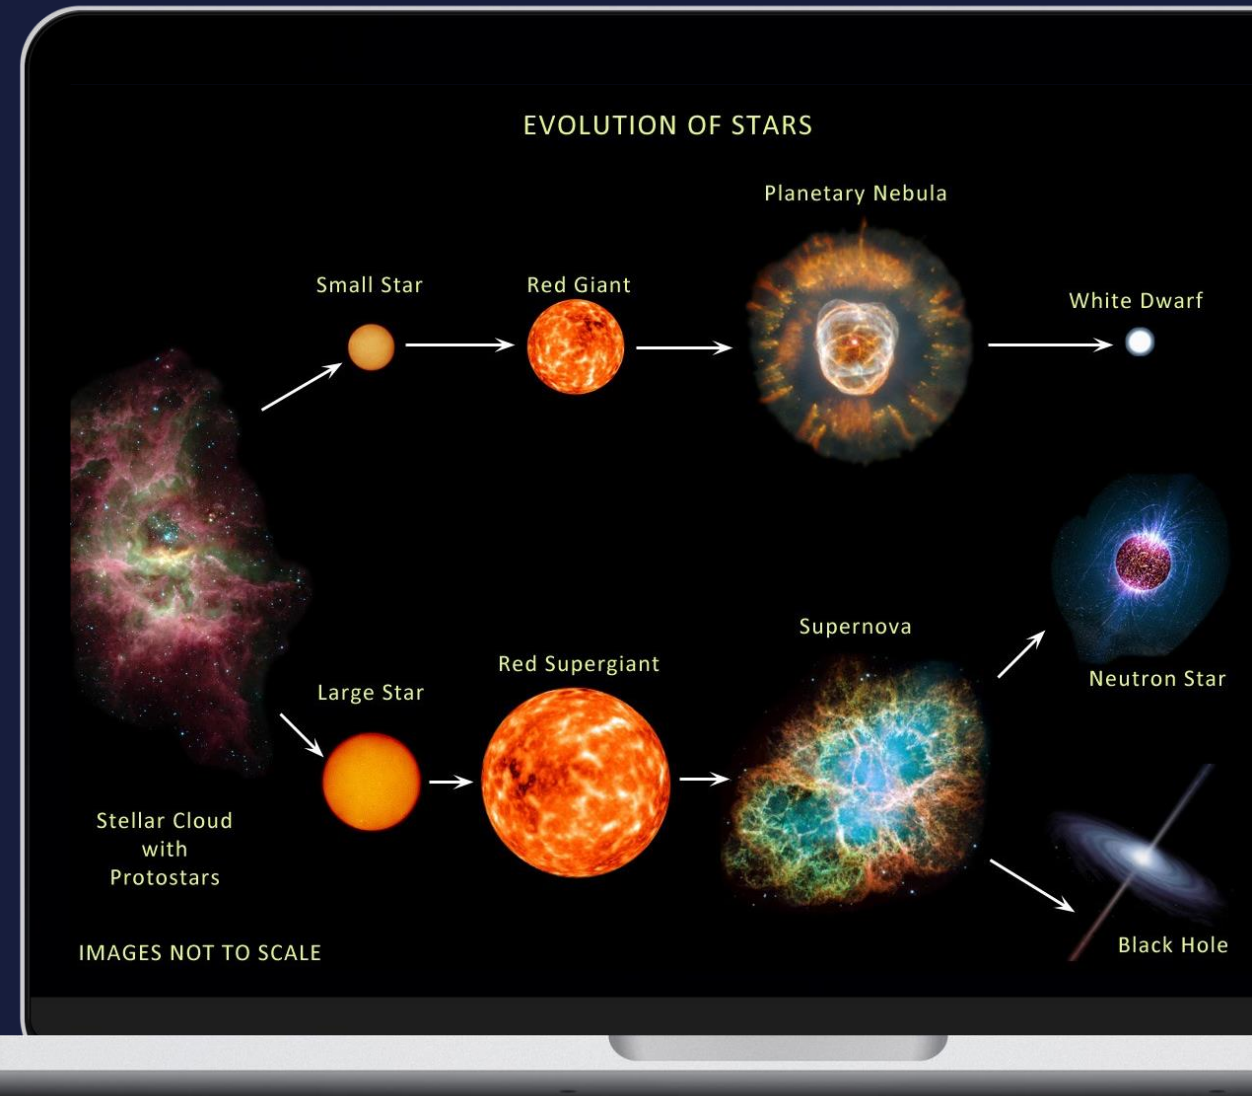 EVOLUTION OF STARS
Planetary Nebula
Small Star
Red Giant
White Dwarf
Supernova
Neutron Star
Red Supergiant
Large Star
Stellar Cloud
with
Protostars
Black Hole
IMAGES NOT TO SCALE